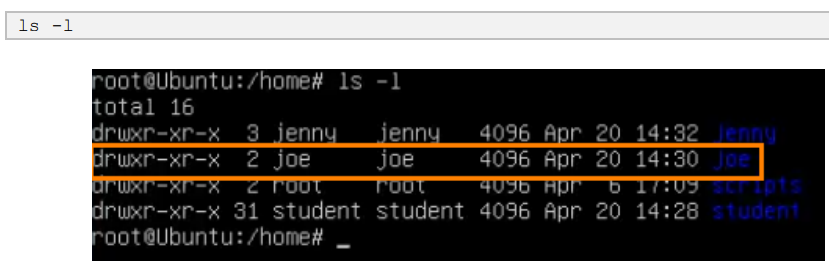 ls -l
root@Ubuntu:/home# ls -l
total 16
drwxr-xr-x  3 jenny   jenny   4096 Apr 20 14:32 jenny
drwxr-xr-x  2 joe     joe     4096 Apr 20 14:30 joe
drwxr-xr-x  2 root    root    4096 Apr  6 17:09 scripts
drwxr-xr-x 31 student student 4096 Apr 20 14:28 student
root@Ubuntu:/home# _